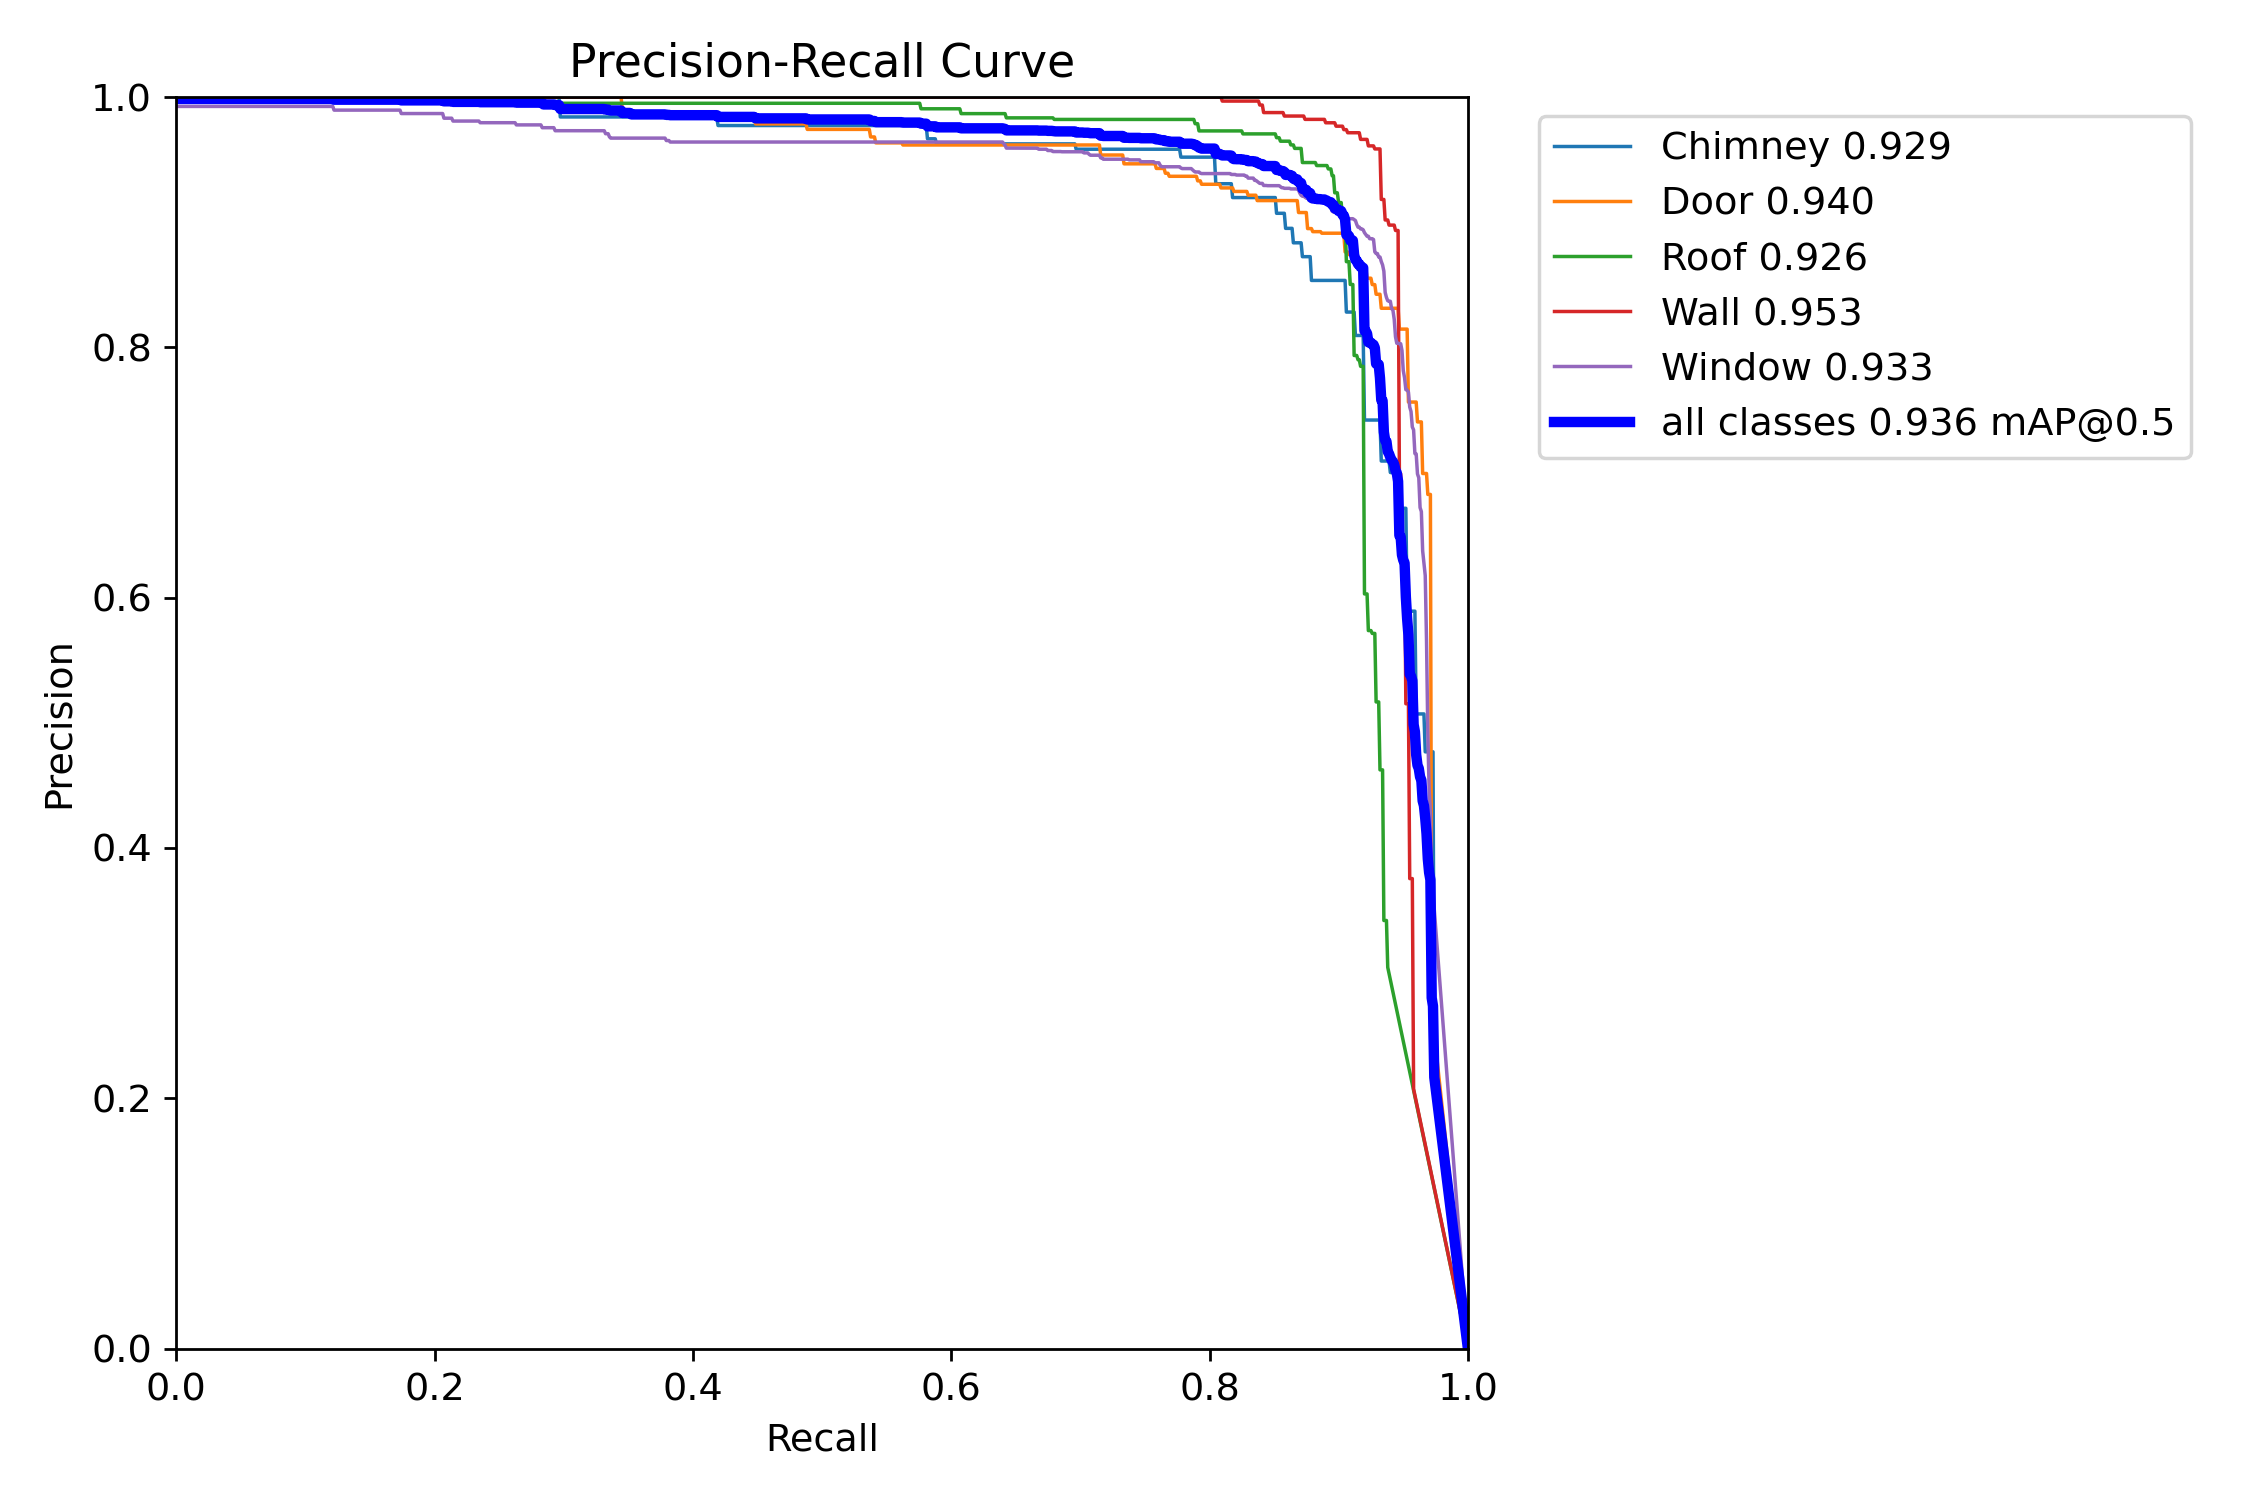 Precision-Recall Curve
1.0
0.8
0.6
0.4
0.2
0.0
Precision
0.0 0.2 0.4 0.6 0.8 1.0
Recall
Chimney 0.929
Door 0.940
Roof 0.926
Wall 0.953
Window 0.933
all classes 0.936 mAP@0.5